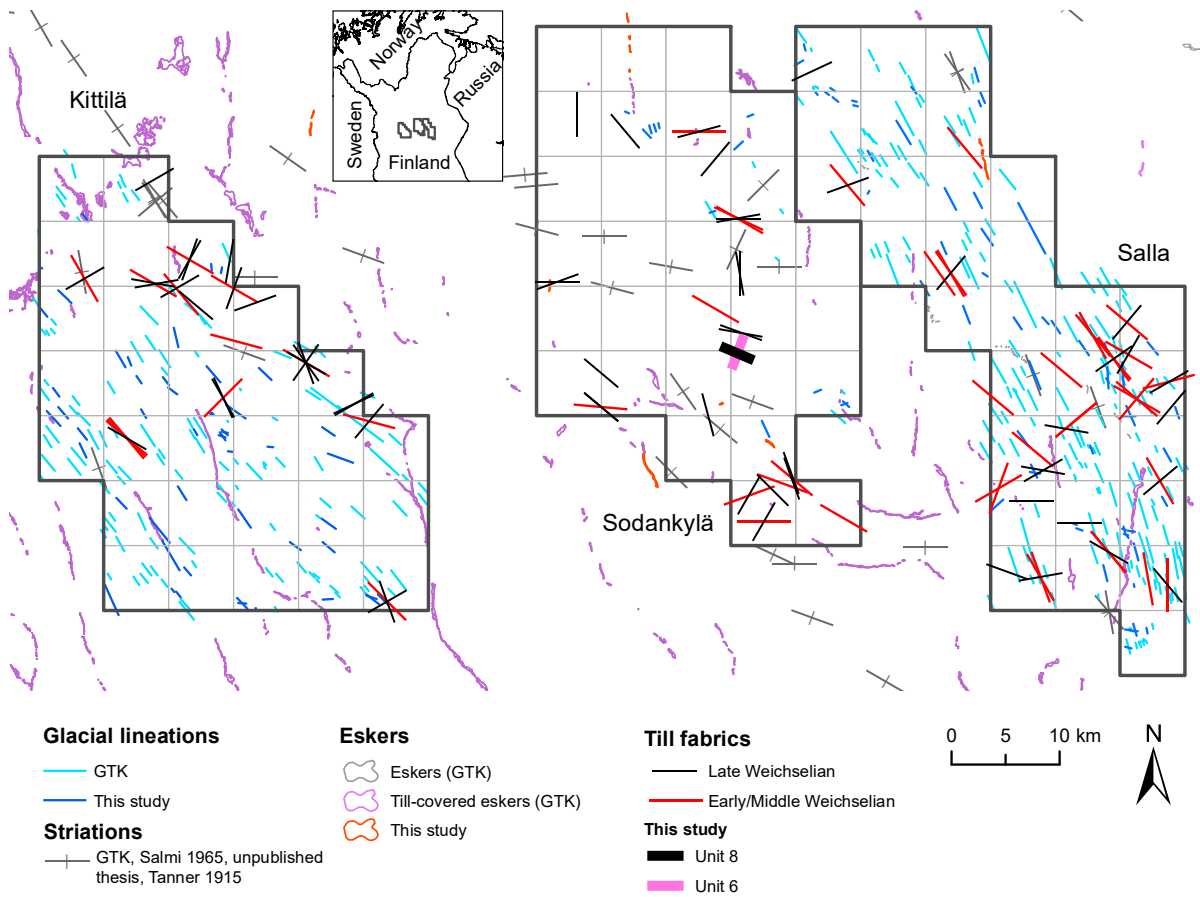 Kittilä
Norway
Russia
Sweden
Finland
Salla
Sodankylä
Glacial lineations
GTK
This study
Striations
GTK, Salmi 1965, unpublished
thesis, Tanner 1915
Eskers
Eskers (GTK)
Till-covered eskers (GTK)
This study
Till fabrics
Late Weichselian
Early/Middle Weichselian
This study
Unit 8
Unit 6
0 5 10 km
N